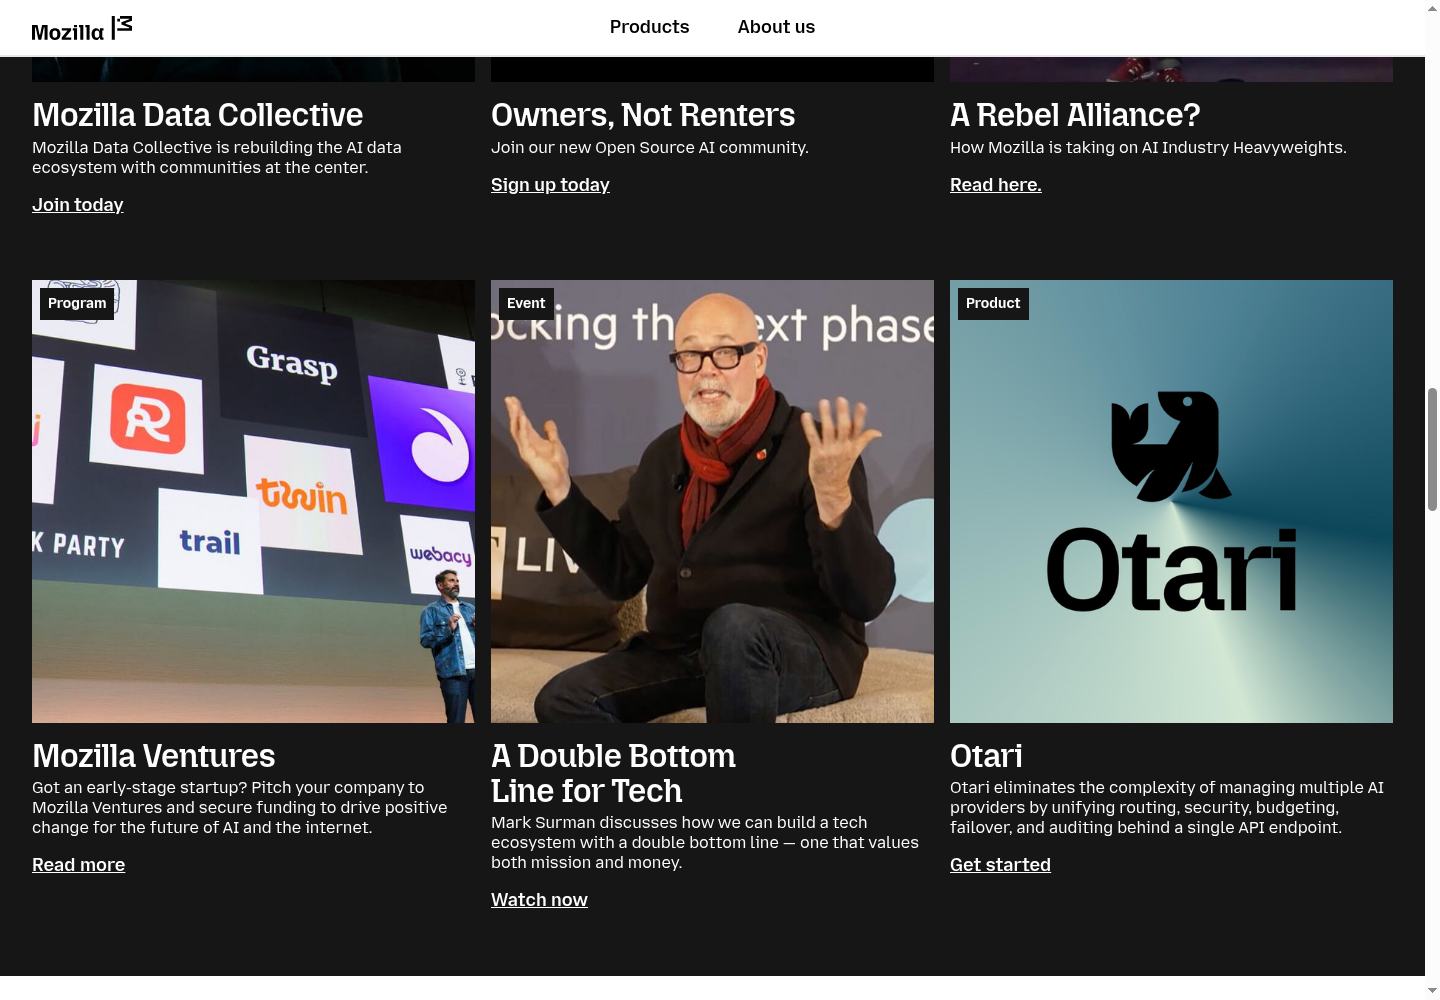 Mozilla
Products
About us
Mozilla Data Collective
Mozilla Data Collective is rebuilding the AI data
ecosystem with communities at the center.
Join today
Owners, Not Renters
Join our new Open Source AI community.
Sign up today
A Rebel Alliance?
How Mozilla is taking on AI Industry Heavyweights.
Read here.
Program
Grasp
twin
trail
K PARTY
webacy
Mozilla Ventures
Got an early-stage startup? Pitch your company to
Mozilla Ventures and secure funding to drive positive
change for the future of AI and the internet.
Read more
Event
ocking th ext phase
LIV
A Double Bottom
Line for Tech
Mark Surman discusses how we can build a tech
ecosystem with a double bottom line — one that values
both mission and money.
Watch now
Product
Otari
Otari
Otari eliminates the complexity of managing multiple AI
providers by unifying routing, security, budgeting,
failover, and auditing behind a single API endpoint.
Get started